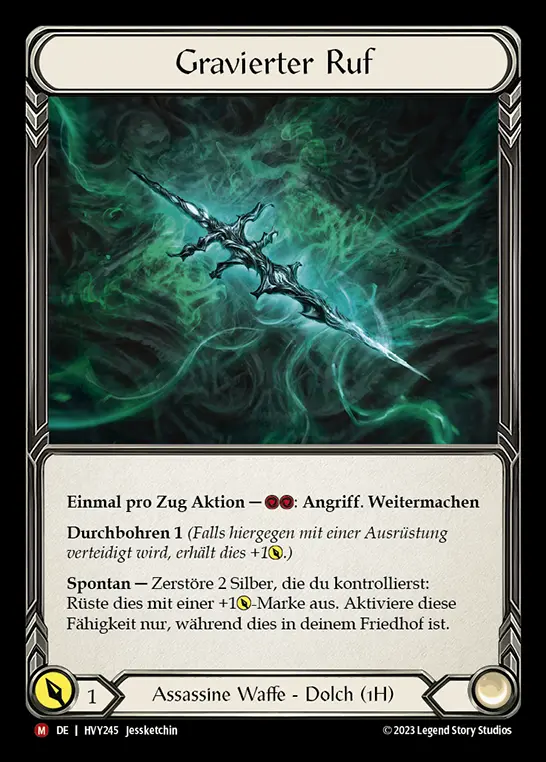 Gravierter Ruf
Einmal pro Zug Aktion — : Angriff. Weitermachen
Durchbohren 1 (Falls hiergegen mit einer Ausrüstung
verteidigt wird, erhält dies +1.)
Spontan — Zerstöre 2 Silber, die du kontrollierst:
Rüste dies mit einer +1-Marke aus. Aktiviere diese
Fähigkeit nur, während dies in deinem Friedhof ist.
1
Assassine Waffe - Dolch (1H)
M DE | HVY245 Jessketchin
© 2023 Legend Story Studios